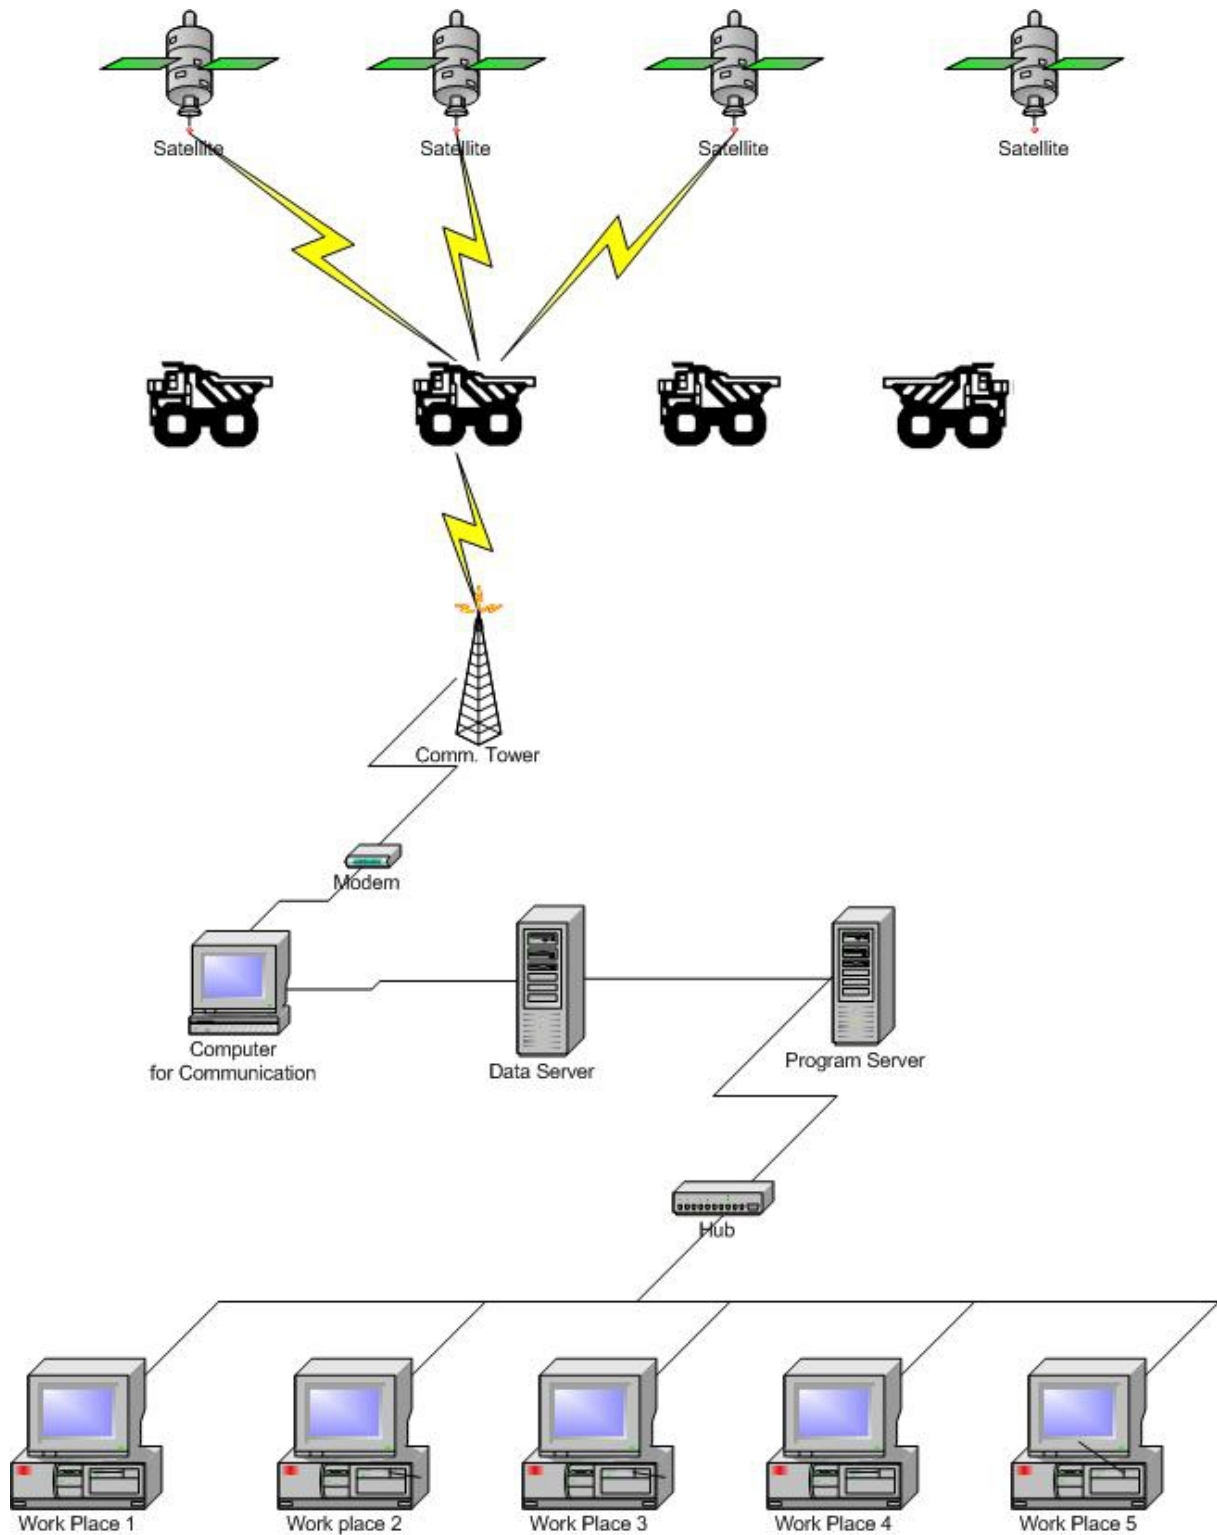 Satellite
Satellite
Satellite
Satellite
Comm. Tower
Modem
Computer
for Communication
Data Server
Program Server
Hub
Work Place 1
Work place 2
Work Place 3
Work Place 4
Work Place 5